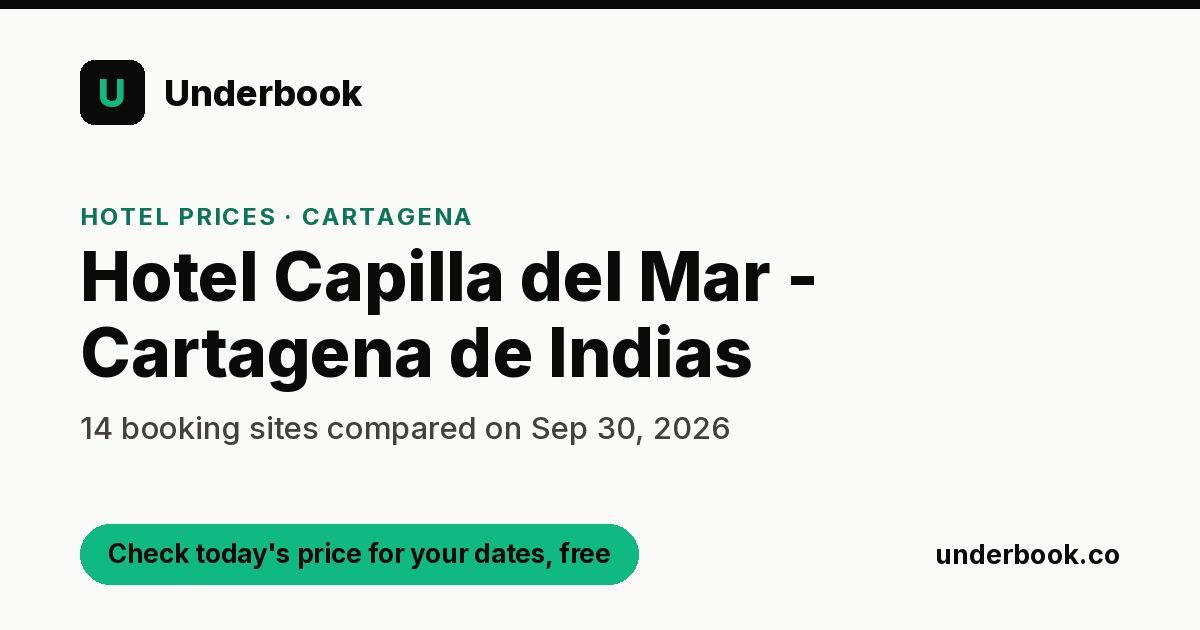 U Underbook
HOTEL PRICES · CARTAGENA
Hotel Capilla del Mar -
Cartagena de Indias
14 booking sites compared on Sep 30, 2026
Check today's price for your dates, free
underbook.co